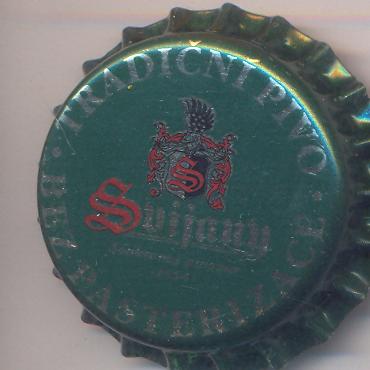 TRADIČNÍ PIVO
S
Svijany
• BEZ PASTERIZACE •